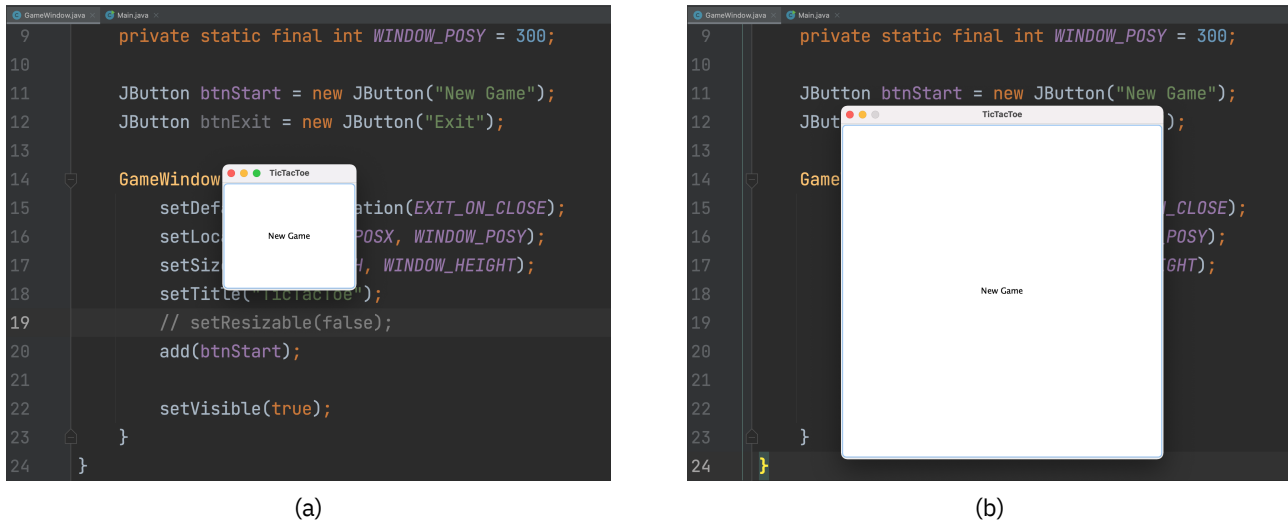 GameWindow.java × Main.java ×
9 private static final int WINDOW_POSY = 300;
10
11 JButton btnStart = new JButton("New Game");
12 JButton btnExit = new JButton("Exit");
13
14 GameWindow
TicTacToe
15 setDef ation(EXIT_ON_CLOSE);
16 setLoc POSX, WINDOW_POSY);
New Game
17 setSiz H, WINDOW_HEIGHT);
18 setTitle("TicTacToe");
19 // setResizable(false);
20 add(btnStart);
21
22 setVisible(true);
23 }
24 }
(a)
GameWindow.java × Main.java ×
9 private static final int WINDOW_POSY = 300;
10
11 JButton btnStart = new JButton("New Game");
12 JBut );
TicTacToe
13
14 Game
15 _CLOSE);
16 POSY);
17 GHT);
18
New Game
19
20
21
22
23 }
24 }
(b)